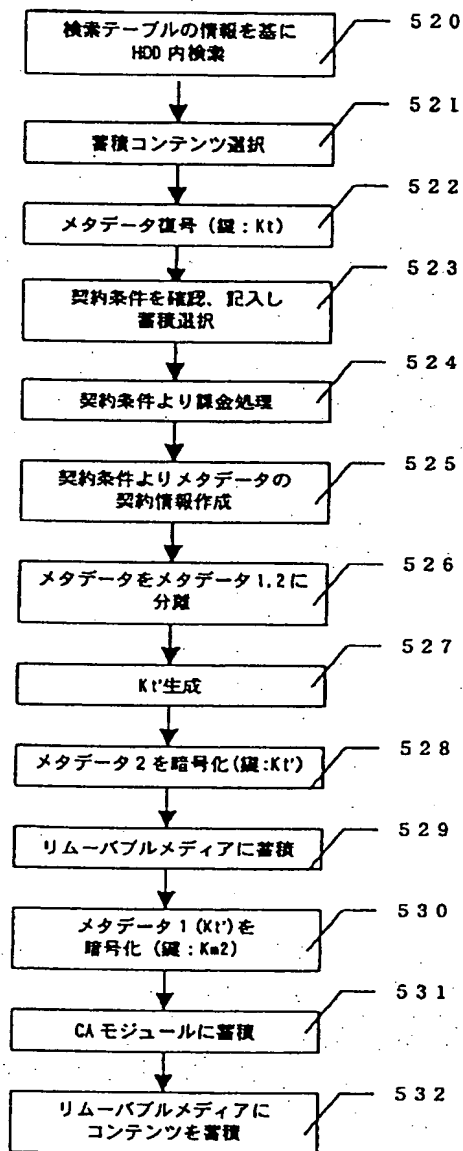 検索テーブルの情報を基に
HDD 内検索
520
蓄積コンテンツ選択
521
メタデータ復号 (鍵：Kt)
522
契約条件を確認、記入し
蓄積選択
523
契約条件より課金処理
524
契約条件よりメタデータの
契約情報作成
525
メタデータをメタデータ1,2に
分離
526
Kt'生成
527
メタデータ2を暗号化(鍵:Kt')
528
リムーバブルメディアに蓄積
529
メタデータ1 (Kt')を
暗号化 (鍵：Km2)
530
CA モジュールに蓄積
531
リムーバブルメディアに
コンテンツを蓄積
532